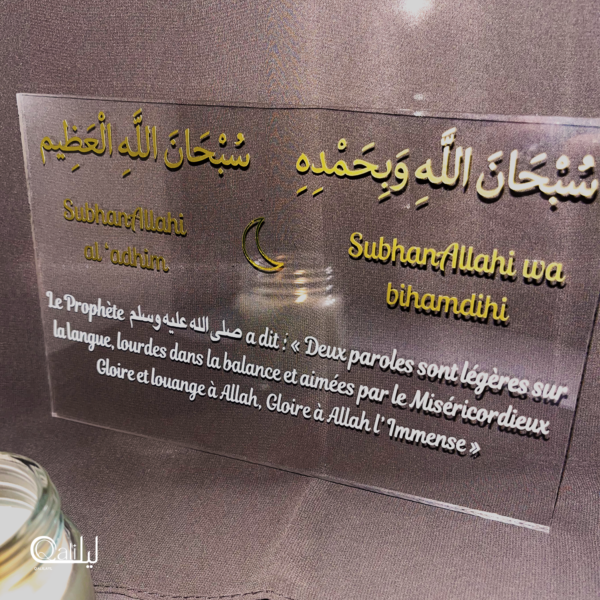 سُبْحَانَ اللَّهِ وَبِحَمْدِهِ
سُبْحَانَ اللَّهِ الْعَظِيم
SubhanAllahi wa
bihamdihi
SubhanAllahi
al 'adhim
Le Prophète صلى الله عليه وسلم a dit : « Deux paroles sont légères sur
la langue, lourdes dans la balance et aimées par le Miséricordieux
Gloire et louange à Allah, Gloire à Allah l'Immense »
Qali ليلة